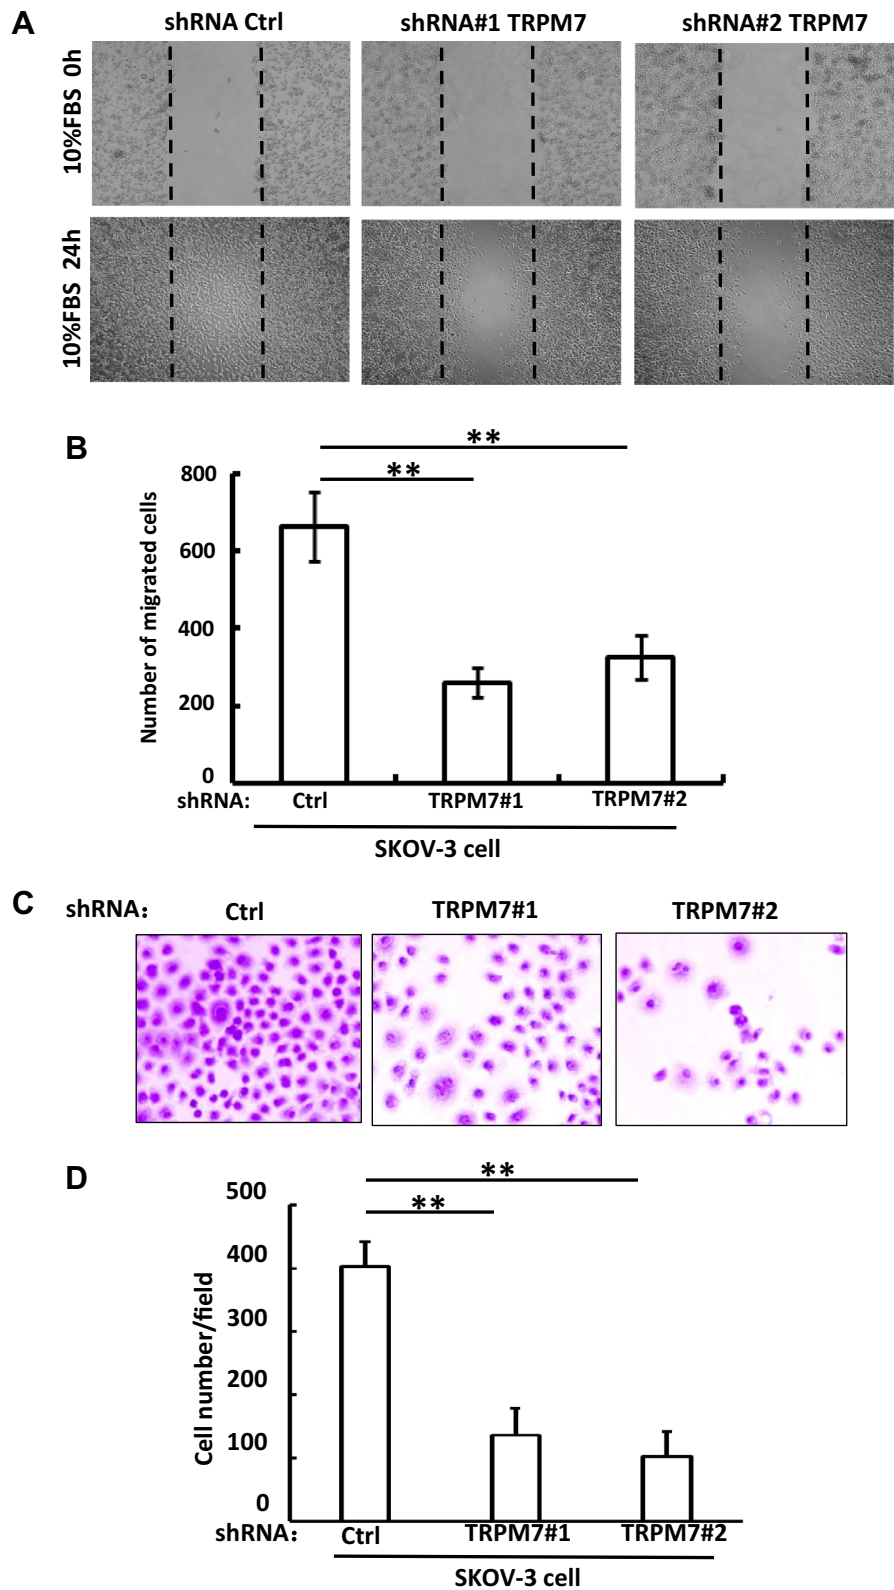 A
shRNA Ctrl
shRNA#1 TRPM7
shRNA#2 TRPM7
10%FBS 0h
10%FBS 24h
B
**
**
Number of migrated cells
800
600
400
200
0
shRNA:
Ctrl
TRPM7#1
TRPM7#2
SKOV-3 cell
C
shRNA:
Ctrl
TRPM7#1
TRPM7#2
D
**
**
Cell number/field
500
400
300
200
100
0
shRNA:
Ctrl
TRPM7#1
TRPM7#2
SKOV-3 cell